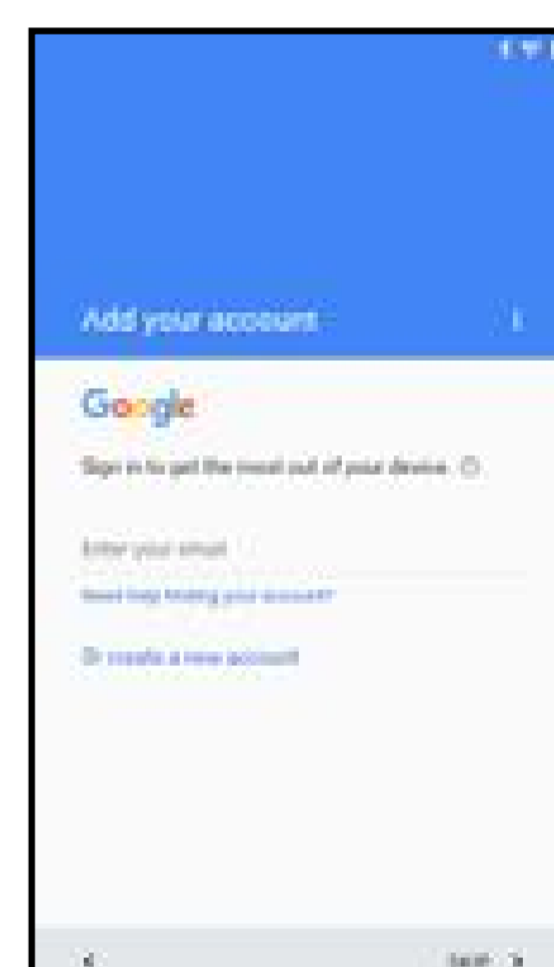 Add your account
Google
Sign in to get the most out of your device.
Enter your email
Need help finding your account?
Or create a new account
SKIP